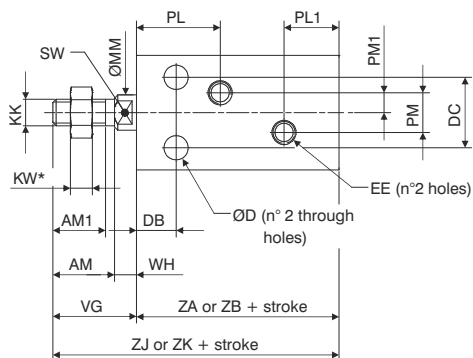 PL
PL1
SW
ØMM
PM1
KK
PM
DC
KW*
EE (n°2 holes)
AM1
DB
ØD (n° 2 through
holes)
AM
WH
VG
ZA or ZB + stroke
ZJ or ZK + stroke